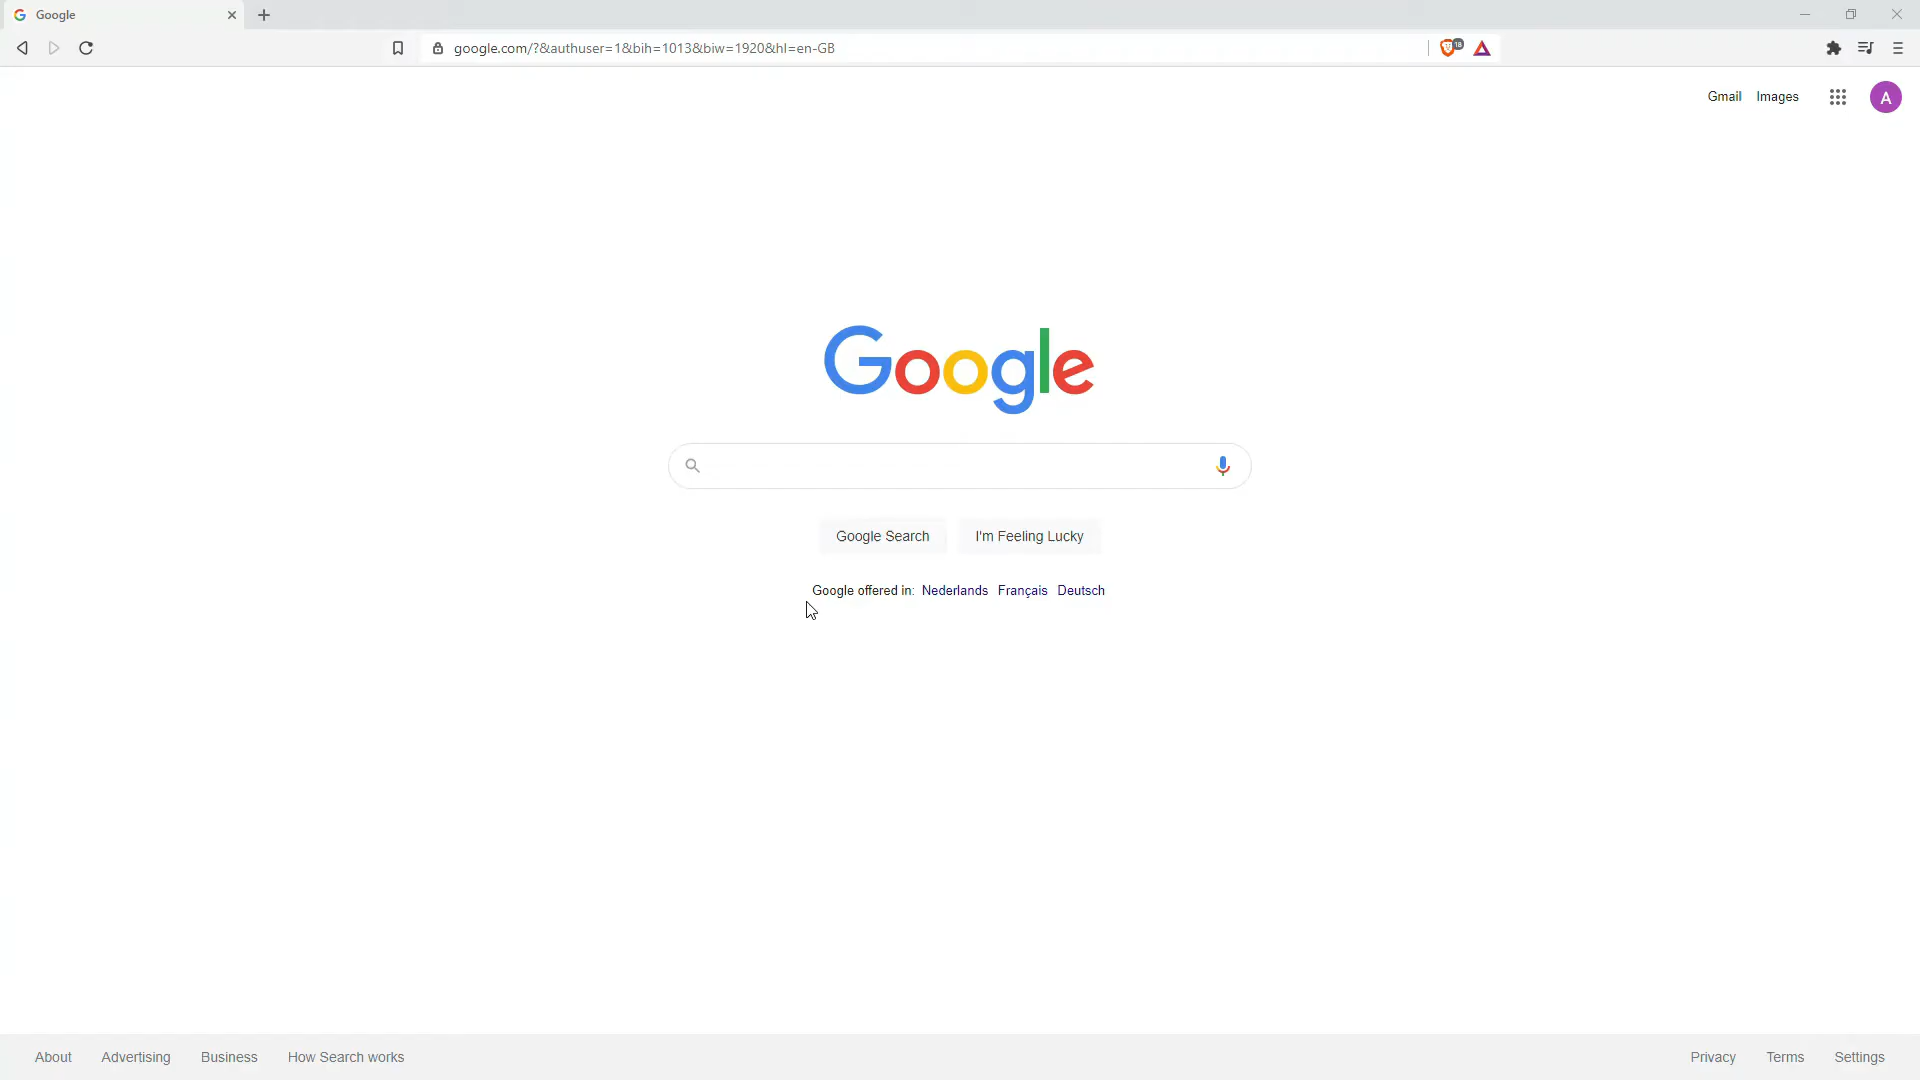 Google
google.com/?&authuser=1&bih=1013&biw=1920&hl=en-GB
18
Gmail Images
A
Google
Google Search I'm Feeling Lucky
Google offered in: Nederlands Français Deutsch
About Advertising Business How Search works Privacy Terms Settings